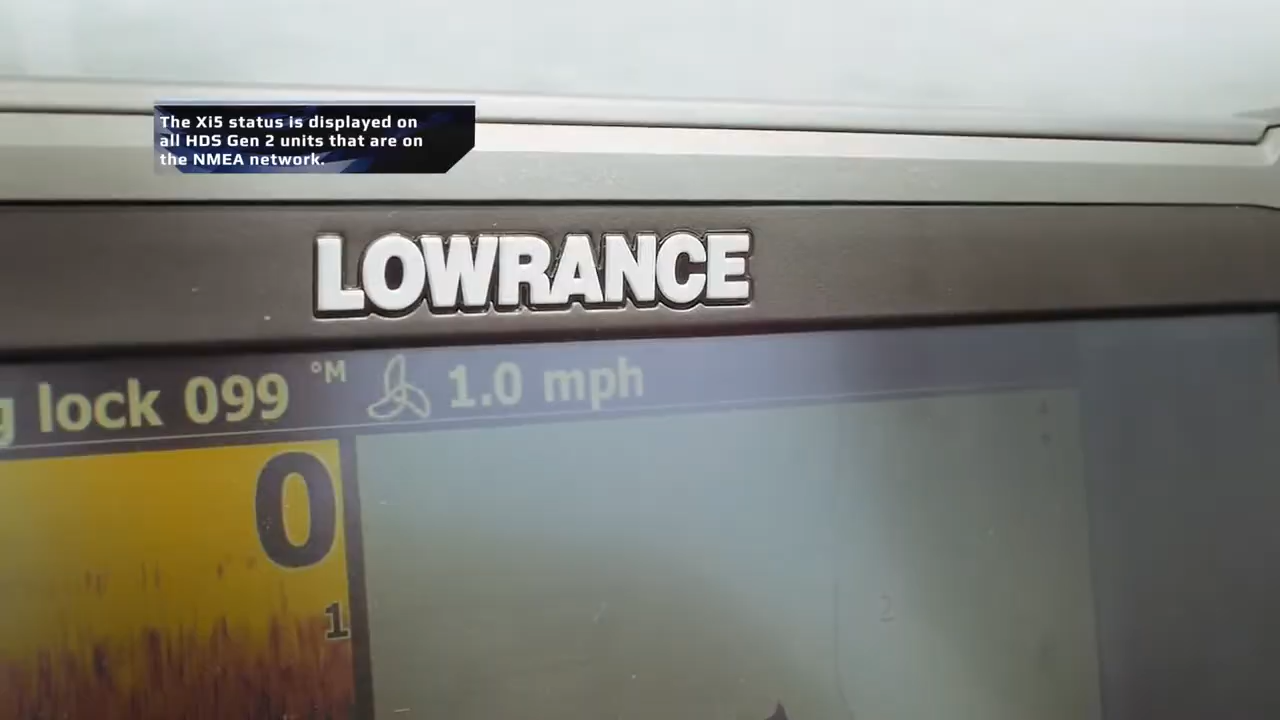 The Xi5 status is displayed on
all HDS Gen 2 units that are on
the NMEA network.
LOWRANCE
g lock 099 °M 1.0 mph
0
1
2